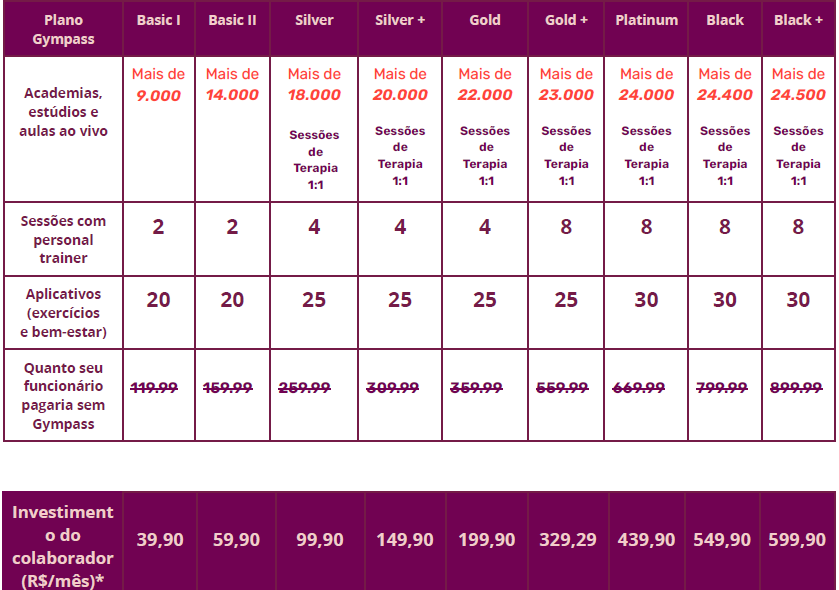 Plano Gympass Basic I Basic II Silver Silver + Gold Gold + Platinum Black Black +
Academias, estúdios e aulas ao vivo
Mais de 9.000
Mais de 14.000
Mais de 18.000 Sessões de Terapia 1:1
Mais de 20.000 Sessões de Terapia 1:1
Mais de 22.000 Sessões de Terapia 1:1
Mais de 23.000 Sessões de Terapia 1:1
Mais de 24.000 Sessões de Terapia 1:1
Mais de 24.400 Sessões de Terapia 1:1
Mais de 24.500 Sessões de Terapia 1:1
Sessões com personal trainer 2 2 4 4 4 8 8 8 8
Aplicativos (exercícios e bem-estar) 20 20 25 25 25 25 30 30 30
Quanto seu funcionário pagaria sem Gympass 119.99 159.99 259.99 309.99 359.99 559.99 669.99 799.99 899.99
Investiment o do colaborador (R$/mês)* 39,90 59,90 99,90 149,90 199,90 329,29 439,90 549,90 599,90